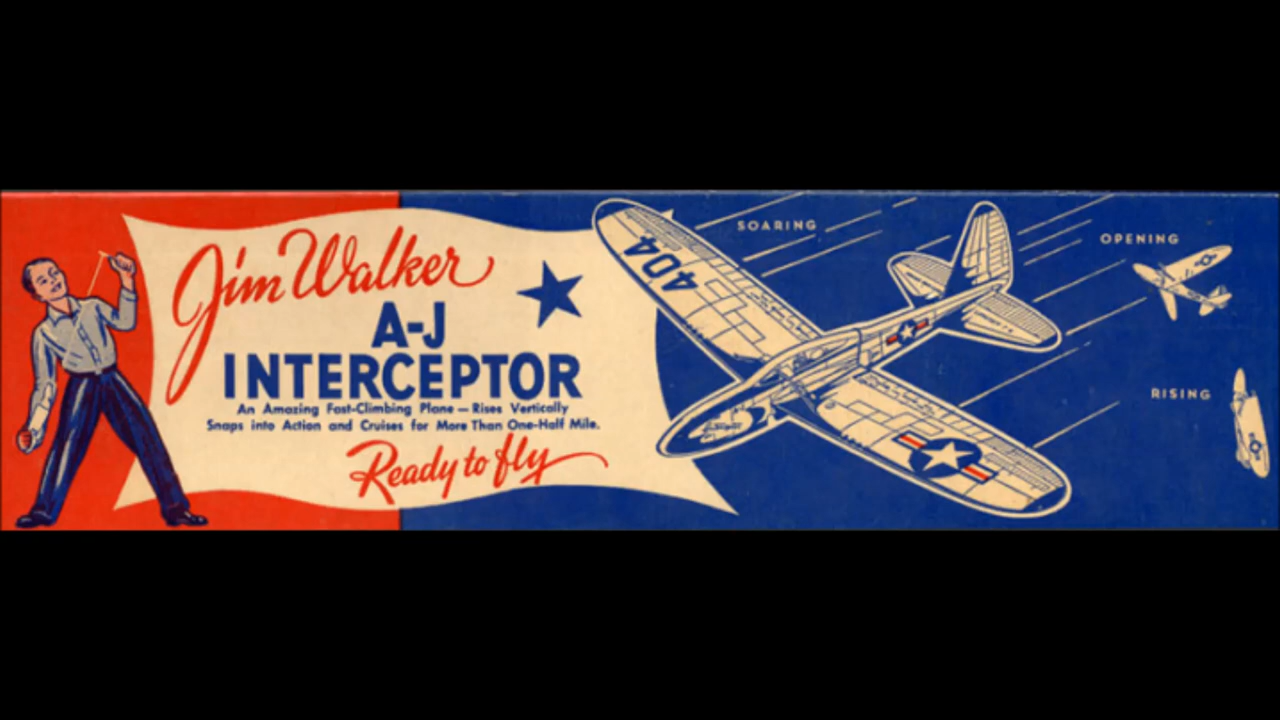 Jim Walker
A-J
INTERCEPTOR
An Amazing Fast-Climbing Plane — Rises Vertically
Snaps into Action and Cruises for More Than One-Half Mile.
Ready to fly
404
SOARING
OPENING
RISING